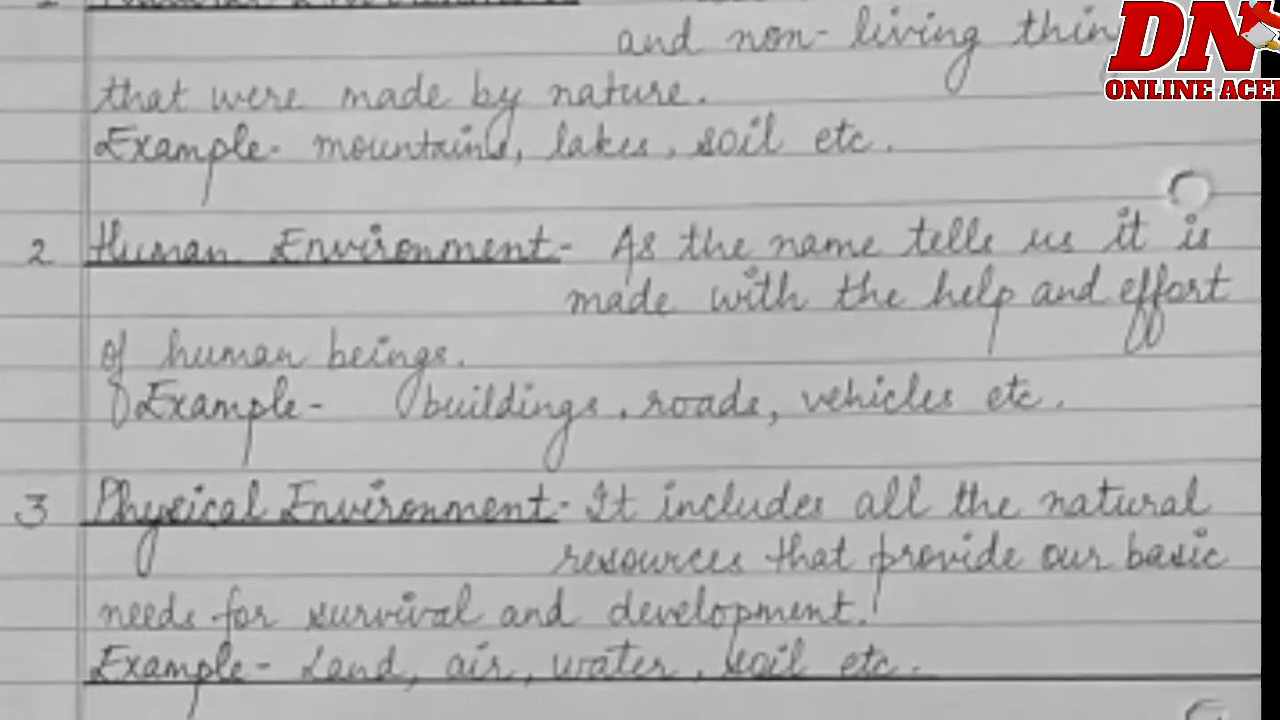 and non-living thin
that were made by nature.
Example- mountains, lakes, soil etc.
2 Human Environment- As the name tells us it is
made with the help and effort
of human beings.
Example- buildings, roads, vehicles etc.
3 Physical Environment- It includes all the natural
resources that provide our basic
needs for survival and development.
Example- Land, air, water, soil etc.
DN
ONLINE ACE